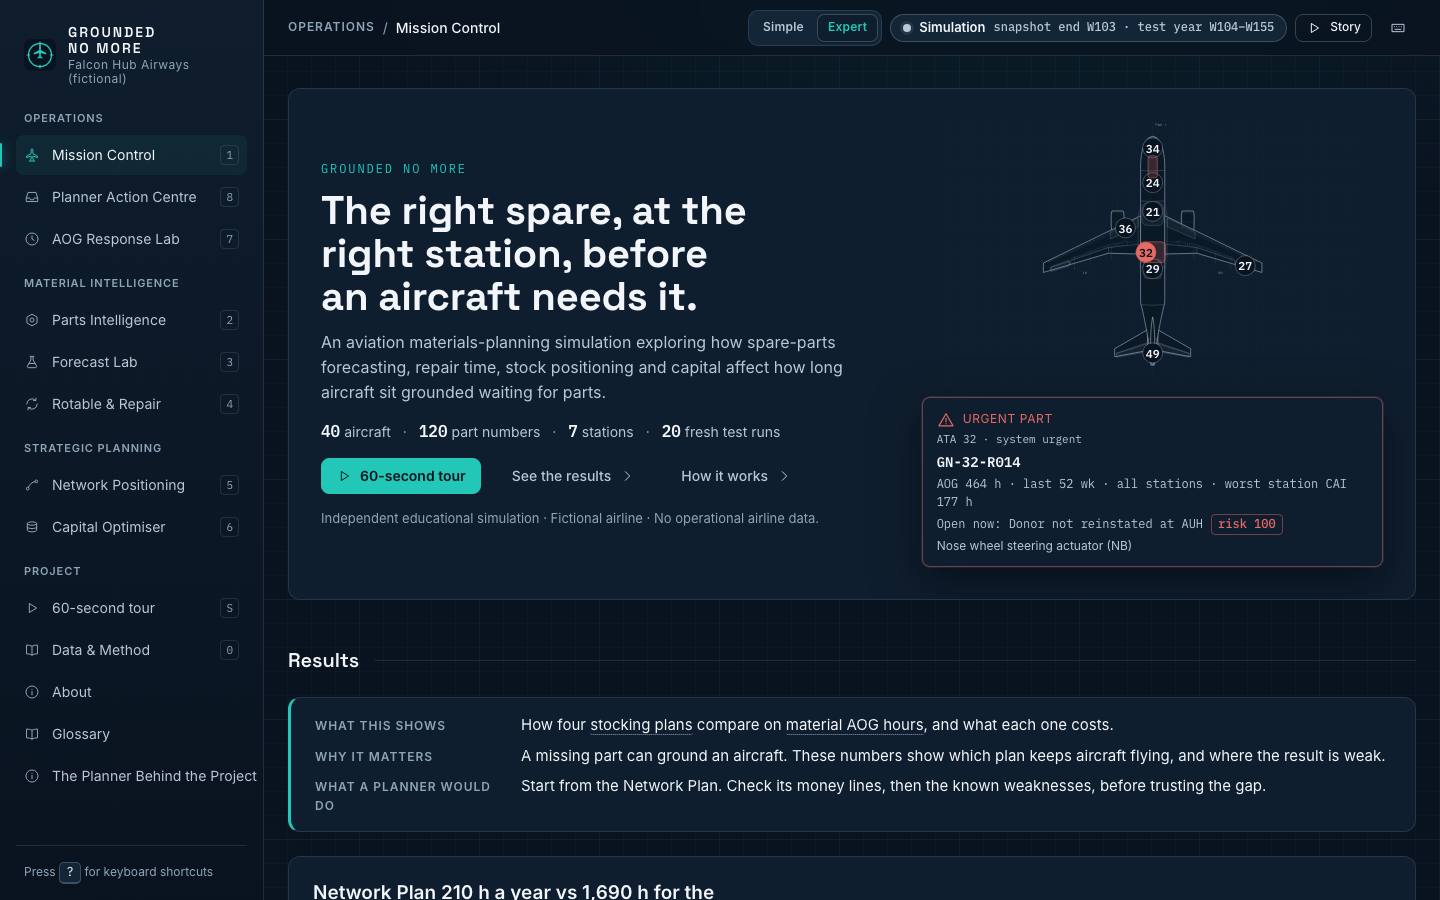 GROUNDED
NO MORE
Falcon Hub Airways
(fictional)
OPERATIONS
Mission Control 1
Planner Action Centre 8
AOG Response Lab 7
MATERIAL INTELLIGENCE
Parts Intelligence 2
Forecast Lab 3
Rotable & Repair 4
STRATEGIC PLANNING
Network Positioning 5
Capital Optimiser 6
PROJECT
60-second tour S
Data & Method 0
About
Glossary
The Planner Behind the Project
Press ? for keyboard shortcuts
OPERATIONS / Mission Control
Simple Expert
Simulation snapshot end W103 · test year W104–W155
Story
GROUNDED NO MORE
The right spare, at the
right station, before
an aircraft needs it.
An aviation materials-planning simulation exploring how spare-parts
forecasting, repair time, stock positioning and capital affect how long
aircraft sit grounded waiting for parts.
40 aircraft · 120 part numbers · 7 stations · 20 fresh test runs
60-second tour See the results How it works
Independent educational simulation · Fictional airline · No operational airline data.
34
24
21
36
32
27
29
49
URGENT PART
ATA 32 · system urgent
GN-32-R014
AOG 464 h · last 52 wk · all stations · worst station CAI
177 h
Open now: Donor not reinstated at AUH risk 100
Nose wheel steering actuator (NB)
Results
WHAT THIS SHOWS How four stocking plans compare on material AOG hours, and what each one costs.
WHY IT MATTERS A missing part can ground an aircraft. These numbers show which plan keeps aircraft flying, and where the result is weak.
WHAT A PLANNER WOULD Start from the Network Plan. Check its money lines, then the known weaknesses, before trusting the gap.
DO
Network Plan 210 h a year vs 1,690 h for the